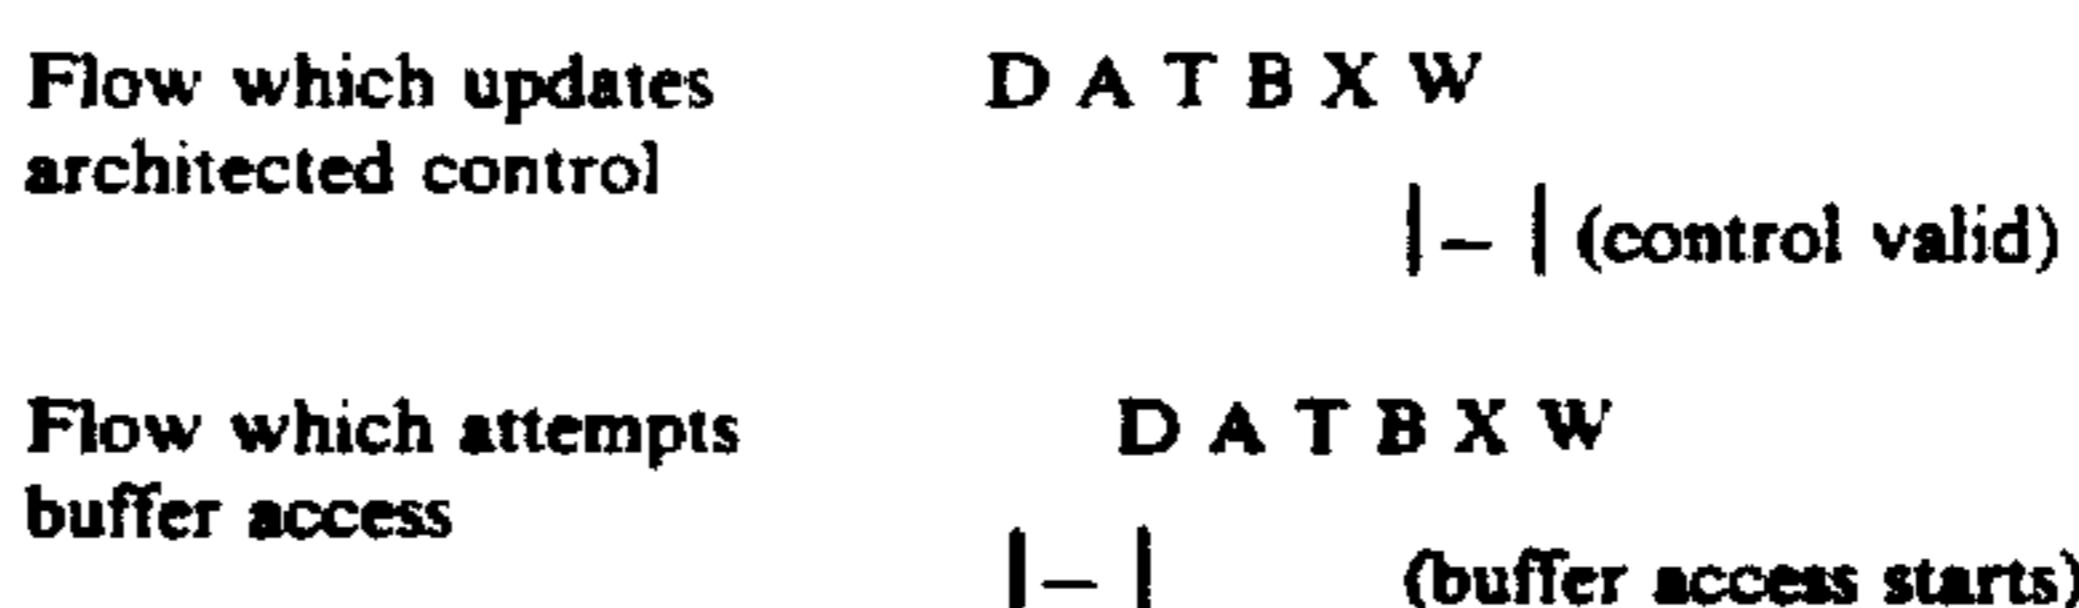 Flow which updates D A T B X W
architected control
|– | (control valid)
Flow which attempts D A T B X W
buffer access
|– | (buffer access starts)